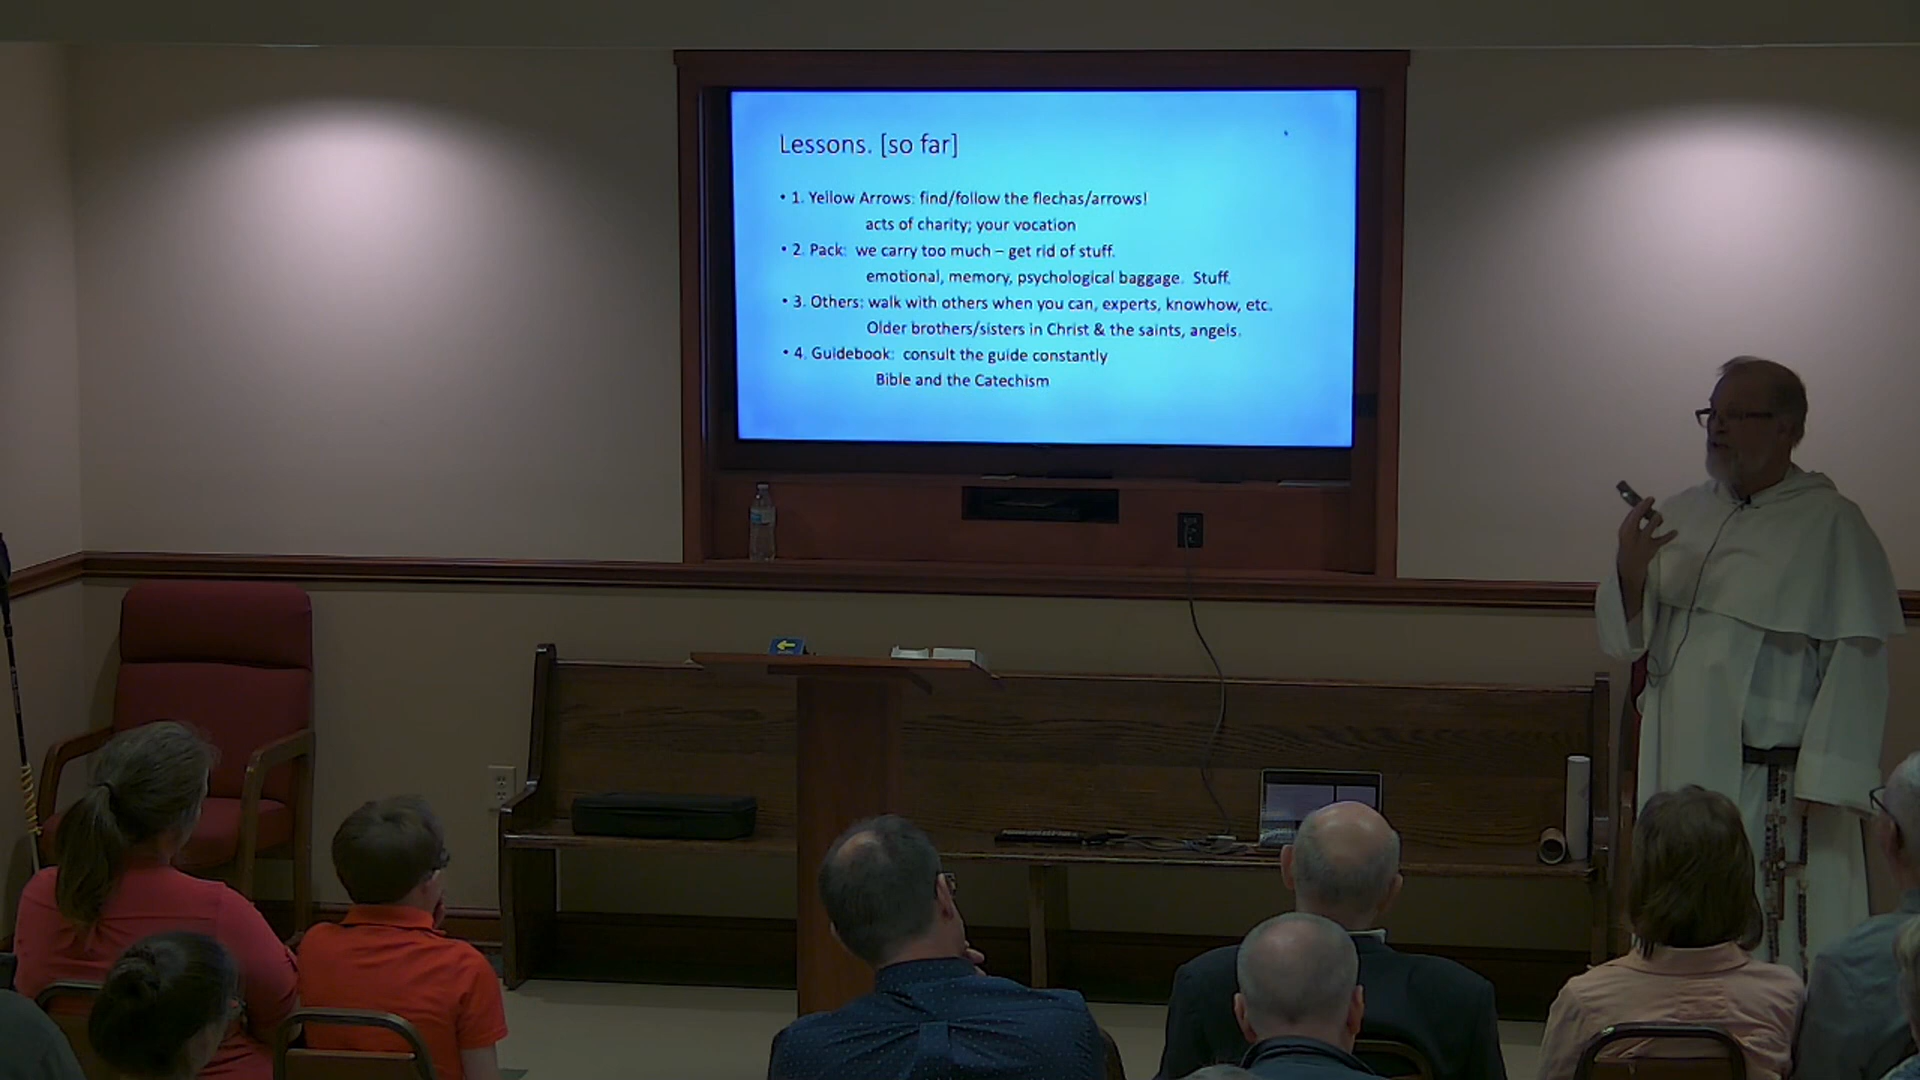 Lessons. [so far]
• 1. Yellow Arrows: find/follow the flechas/arrows!
acts of charity; your vocation
• 2. Pack: we carry too much – get rid of stuff.
emotional, memory, psychological baggage. Stuff.
• 3. Others: walk with others when you can, experts, knowhow, etc.
Older brothers/sisters in Christ & the saints, angels.
• 4. Guidebook: consult the guide constantly
Bible and the Catechism